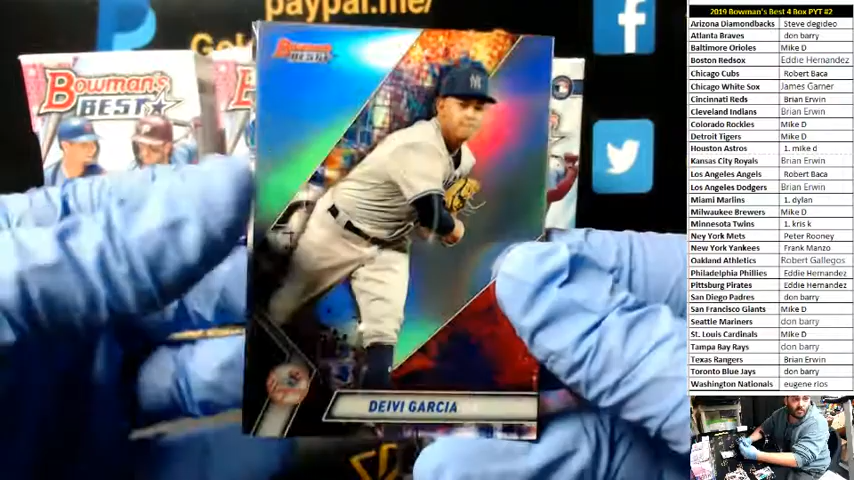 paypal.me/
Go
Bowman's
BEST
B
Bowman's
BEST
NY
DEIVI GARCIA
2019 Bowman's Best 4 Box PYT #2
Arizona Diamondbacks Steve degideo
Atlanta Braves don barry
Baltimore Orioles Mike D
Boston Redsox Eddie Hernandez
Chicago Cubs Robert Baca
Chicago White Sox James Garner
Cincinnati Reds Brian Erwin
Cleveland Indians Brian Erwin
Colorado Rockies Mike D
Detroit Tigers Mike D
Houston Astros 1. mike d
Kansas City Royals Brian Erwin
Los Angeles Angels Robert Baca
Los Angeles Dodgers Brian Erwin
Miami Marlins 1. dylan
Milwaukee Brewers Mike D
Minnesota Twins 1. kris k
Ney York Mets Peter Rooney
New York Yankees Frank Manzo
Oakland Athletics Robert Gallegos
Philadelphia Phillies Eddie Hernandez
Pittsburg Pirates Eddie Hernandez
San Diego Padres don barry
San Francisco Giants Mike D
Seattle Mariners don barry
St. Louis Cardinals Mike D
Tampa Bay Rays don barry
Texas Rangers Brian Erwin
Toronto Blue Jays don barry
Washington Nationals eugene rios